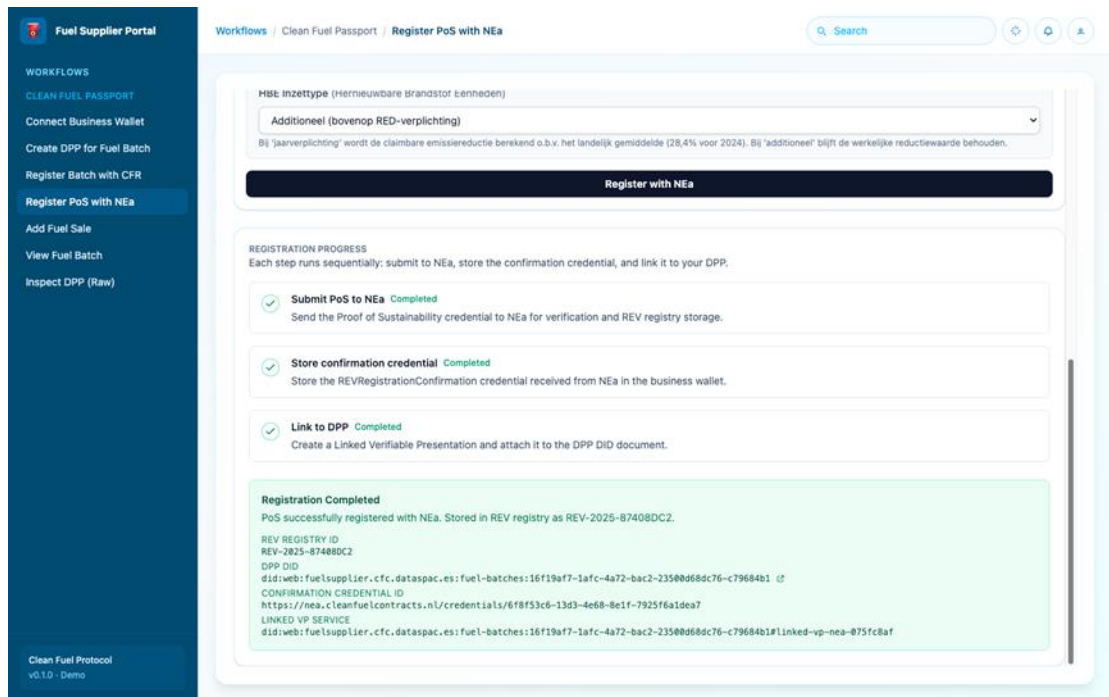 Fuel Supplier Portal
Workflows / Clean Fuel Passport / Register PoS with NEa
Search
WORKFLOWS
CLEAN FUEL PASSPORT
Connect Business Wallet
Create DPP for Fuel Batch
Register Batch with CFR
Register PoS with NEa
Add Fuel Sale
View Fuel Batch
Inspect DPP (Raw)
Clean Fuel Protocol
v0.1.0 - Demo
HBE Inzettype (Hernieuwbare Brandstof Eenheden)
Additioneel (bovenop RED-verplichting)
Bij 'jaarverplichting' wordt de claimbare emissiereductie berekend o.b.v. het landelijk gemiddelde (28,4% voor 2024). Bij 'additioneel' blijft de werkelijke reductiewaarde behouden.
Register with NEa
REGISTRATION PROGRESS
Each step runs sequentially: submit to NEa, store the confirmation credential, and link it to your DPP.
Submit PoS to NEa Completed
Send the Proof of Sustainability credential to NEa for verification and REV registry storage.
Store confirmation credential Completed
Store the REVRegistrationConfirmation credential received from NEa in the business wallet.
Link to DPP Completed
Create a Linked Verifiable Presentation and attach it to the DPP DID document.
Registration Completed
PoS successfully registered with NEa. Stored in REV registry as REV-2025-87408DC2.
REV REGISTRY ID
REV-2025-87408DC2
DPP DID
did:web:fuelsupplier.cfc.dataspac.es:fuel-batches:16f19af7-1afc-4a72-bac2-23500d68dc76-c79684b1
CONFIRMATION CREDENTIAL ID
https://nea.cleanfuelcontracts.nl/credentials/6f8f53c6-13d3-4e68-8e1f-7925f6a1dea7
LINKED VP SERVICE
did:web:fuelsupplier.cfc.dataspac.es:fuel-batches:16f19af7-1afc-4a72-bac2-23500d68dc76-c79684b1#linked-vp-nea-075fc8af